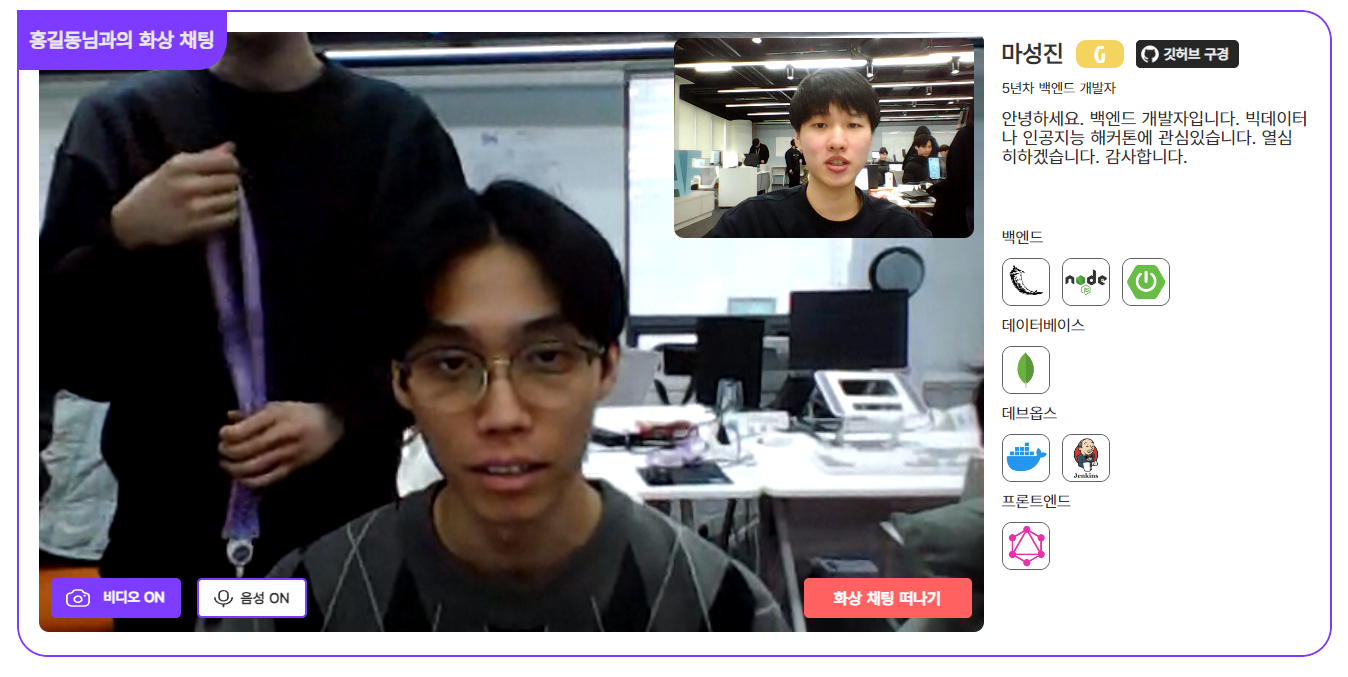 홍길동님과의 화상 채팅
마성진
G
깃허브 구경
5년차 백엔드 개발자
안녕하세요. 백엔드 개발자입니다. 빅데이터
나 인공지능 해커톤에 관심있습니다. 열심
히하겠습니다. 감사합니다.
백엔드
node
JS
데이터베이스
데브옵스
Jenkins
프론트엔드
비디오 ON
음성 ON
화상 채팅 떠나기